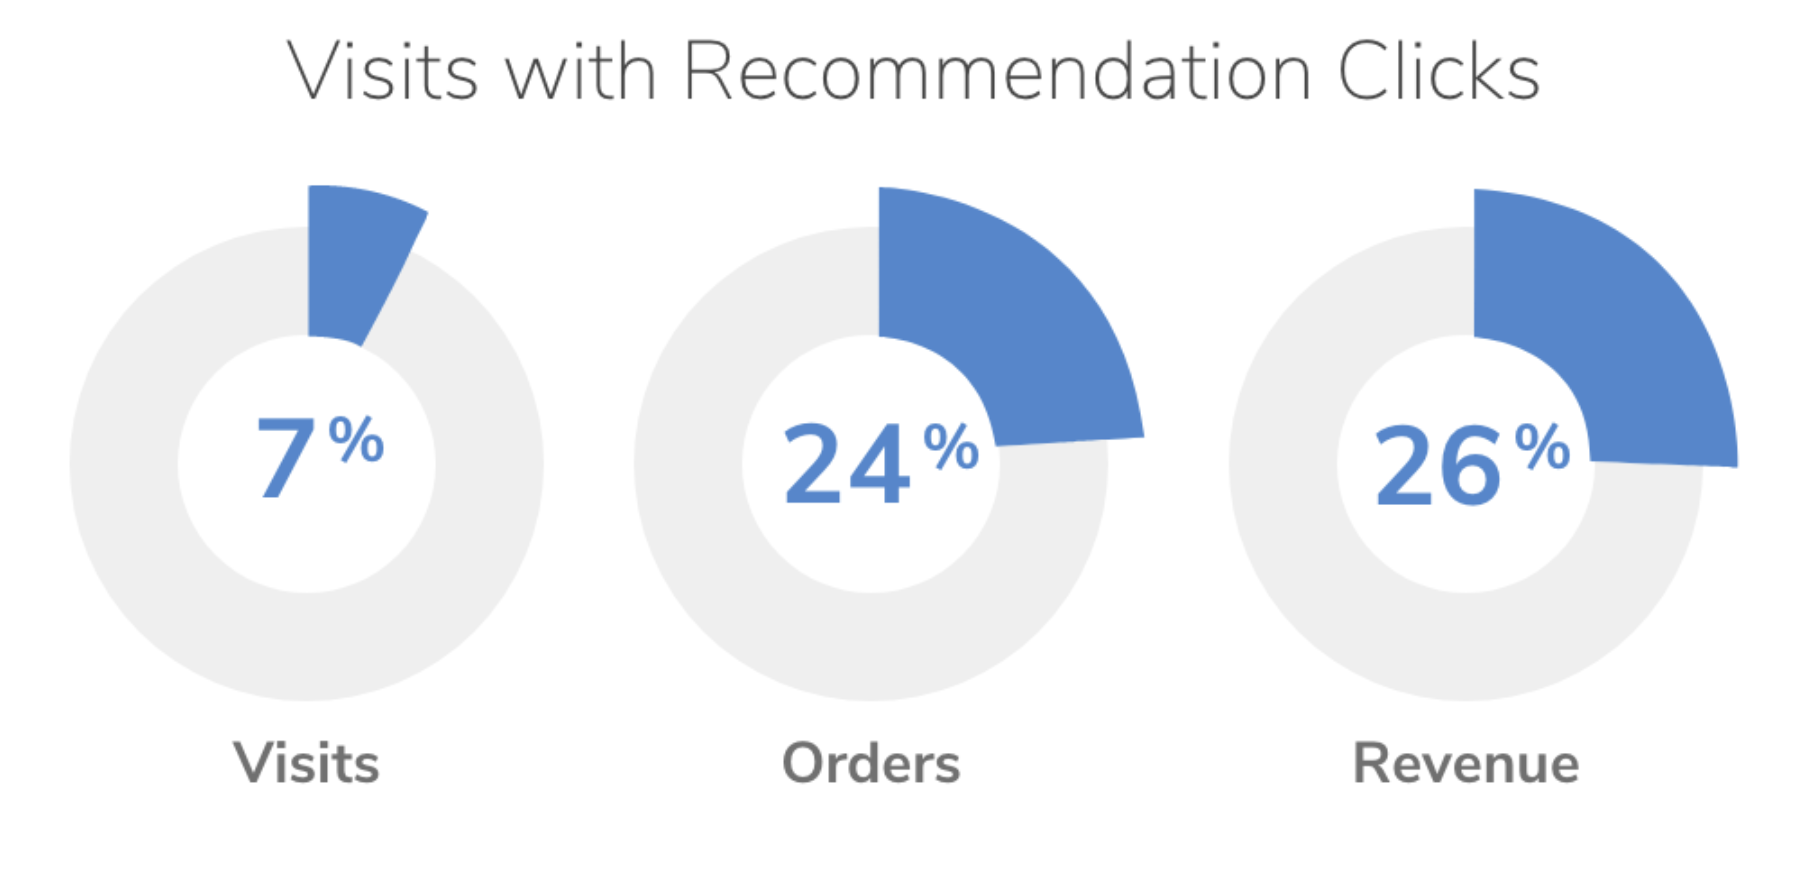 Visits with Recommendation Clicks
7%
24%
26%
Visits
Orders
Revenue